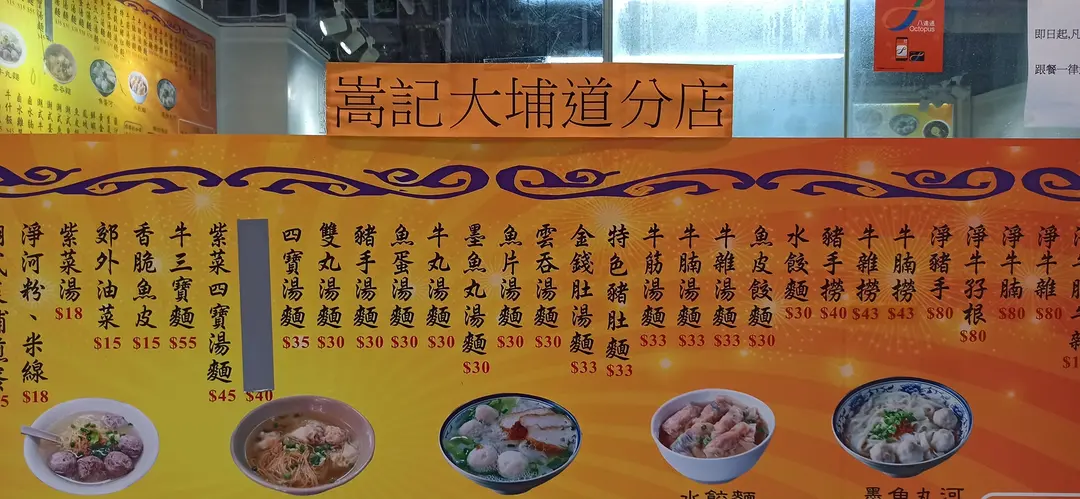 嵩記大埔道分店
八達通
Octopus
即日起,凡
跟餐一律
淨牛雜 $80
淨牛腩 $80
淨牛孖根 $80
淨豬手 $80
牛腩撈 $43
牛雜撈 $43
豬手撈 $40
水餃麵 $30
魚皮餃麵 $30
牛雜湯麵 $33
牛腩湯麵 $33
牛筋湯麵 $33
特色豬肚麵 $33
金錢肚湯麵 $33
雲吞湯麵 $30
魚片湯麵 $30
墨魚丸湯麵 $30
牛丸湯麵 $30
魚蛋湯麵 $30
豬手湯麵 $30
雙丸湯麵 $30
四寶湯麵 $35
$40
紫菜四寶湯麵 $45
牛三寶麵 $55
香脆魚皮 $15
郊外油菜 $15
紫菜湯 $18
淨河粉、米線 $18
水餃麵
墨魚丸河